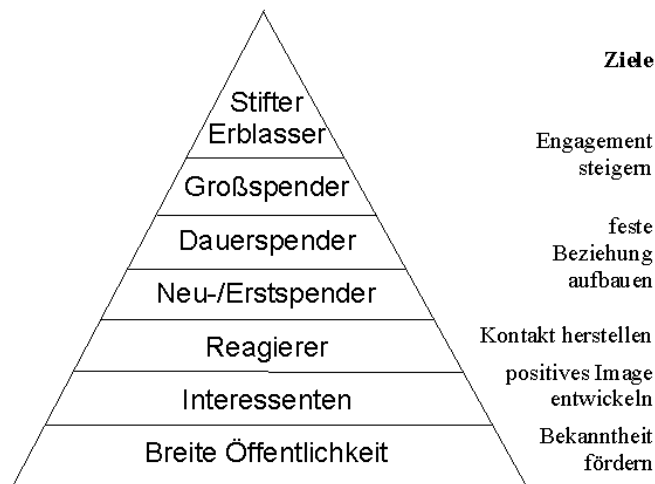 Ziele
Stifter
Erblasser
Engagement
steigern
Großspender
Dauerspender
feste
Beziehung
aufbauen
Neu-/Erstspender
Reagierer
Kontakt herstellen
Interessenten
positives Image
entwickeln
Breite Öffentlichkeit
Bekanntheit
fördern